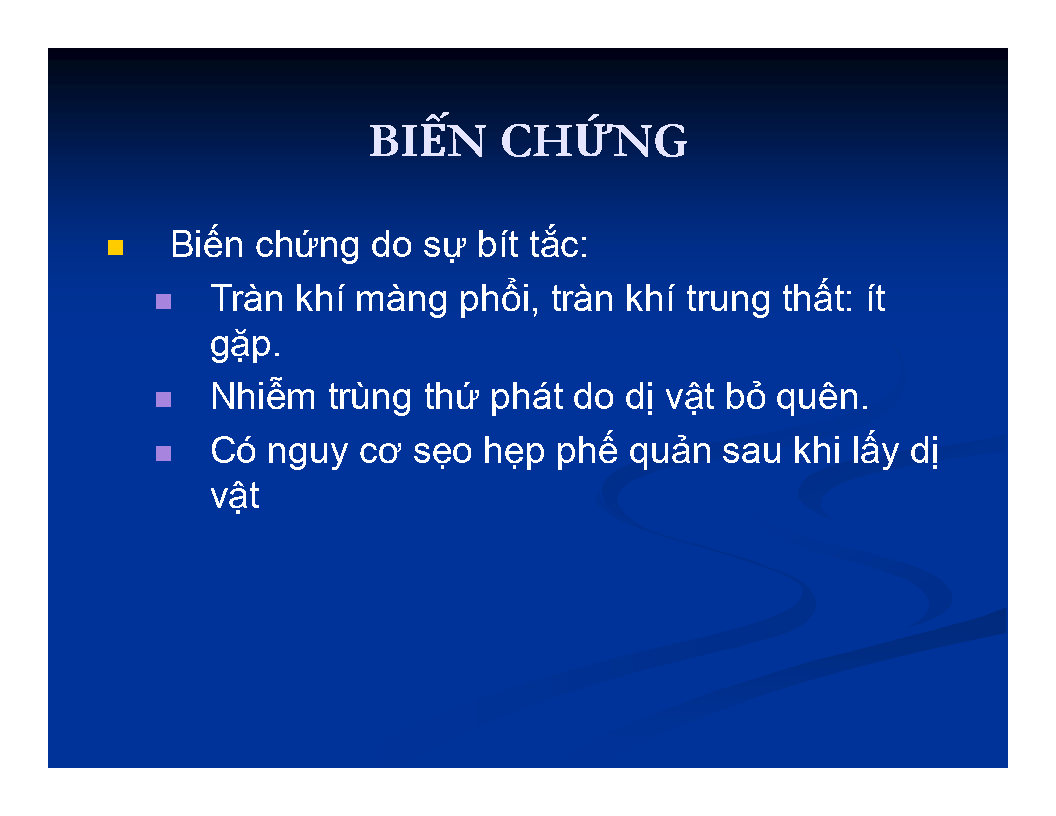 BIẾN CHỨNG
Biến chứng do sự bít tắc:
Tràn khí màng phổi, tràn khí trung thất: ít
gặp.
Nhiễm trùng thứ phát do dị vật bỏ quên.
Có nguy cơ sẹo hẹp phế quản sau khi lấy dị
vật